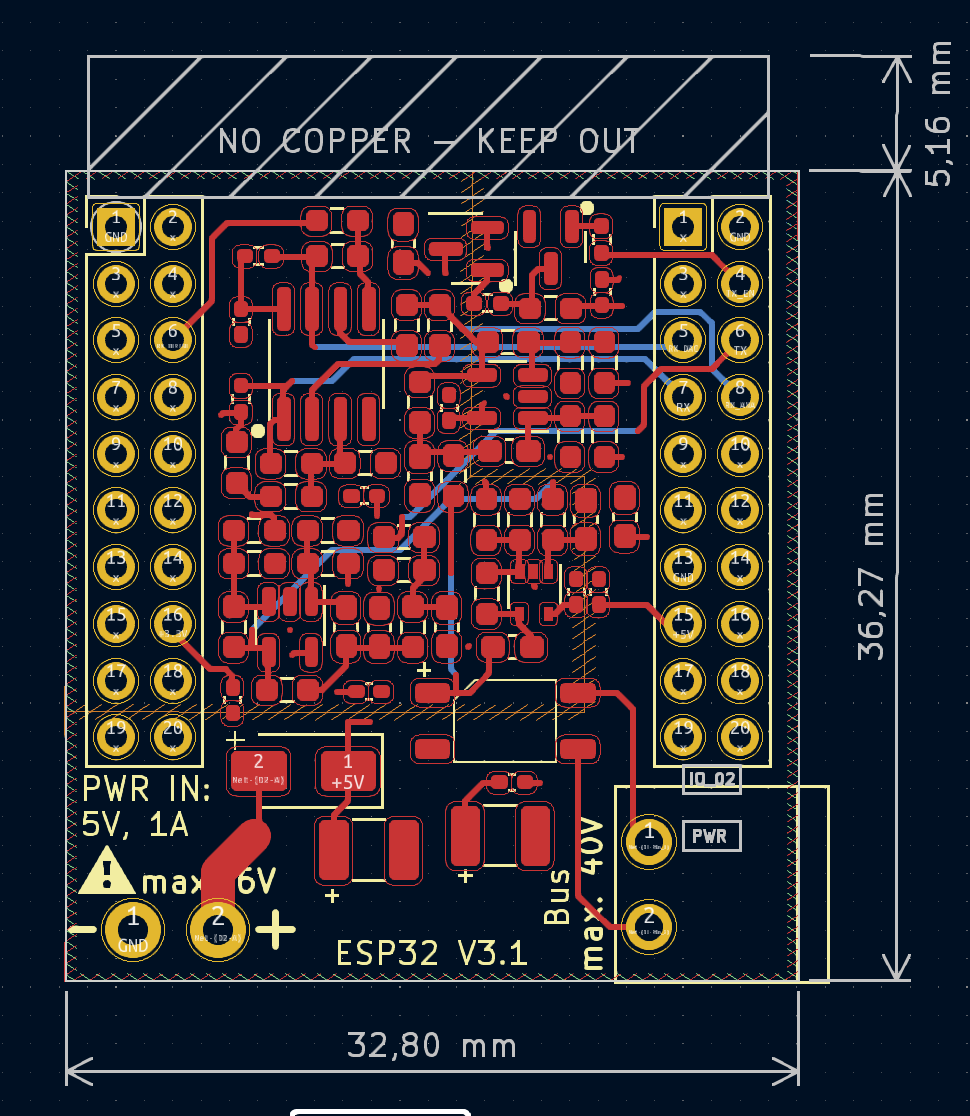 NO COPPER — KEEP OUT
5,16 mm
36,27 mm
32,80 mm
1
GND
2
x
3
x
4
x
5
x
6
7
x
8
x
9
x
10
x
11
x
12
x
13
x
14
x
15
x
16
17
x
18
x
19
x
20
x
1
x
2
GND
3
x
4
5
6
TX
7
RX
8
9
x
10
x
11
x
12
x
13
GND
14
x
15
+5V
16
x
17
x
18
x
19
x
20
x
+
+
2
Net-(D2-A)
1
+5V
+
+
PWR IN:
5V, 1A
max 6V
IO_02
PWR
1
2
Bus
max. 40V
−
1
GND
2
Net-(D2-A)
+
ESP32 V3.1